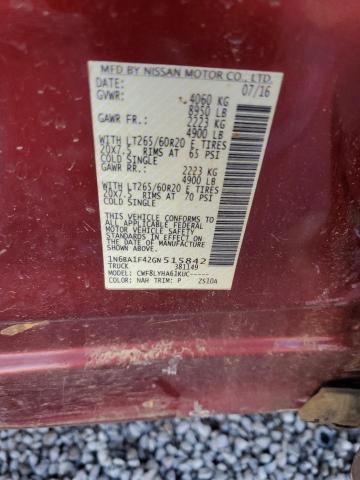 MFD BY NISSAN MOTOR CO., LTD.
DATE: 07/16
GVWR: 4060 KG
8950 LB
GAWR FR.: 2223 KG
4900 LB
WITH LT265/60R20 E TIRES
20X7.5 RIMS AT 65 PSI
COLD SINGLE
GAWR RR.: 2223 KG
4900 LB
WITH LT265/60R20 E TIRES
20X7.5 RIMS AT 70 PSI
COLD SINGLE
THIS VEHICLE CONFORMS TO ALL
APPLICABLE FEDERAL MOTOR
VEHICLE SAFETY STANDARDS IN
EFFECT ON THE DATE OF
MANUFACTURE SHOWN ABOVE.
1N6BA1F42GN515842
TRUCK 381149
MODEL: CWF8LYHA61KUC-----
COLOR: NAH TRIM: P 25104